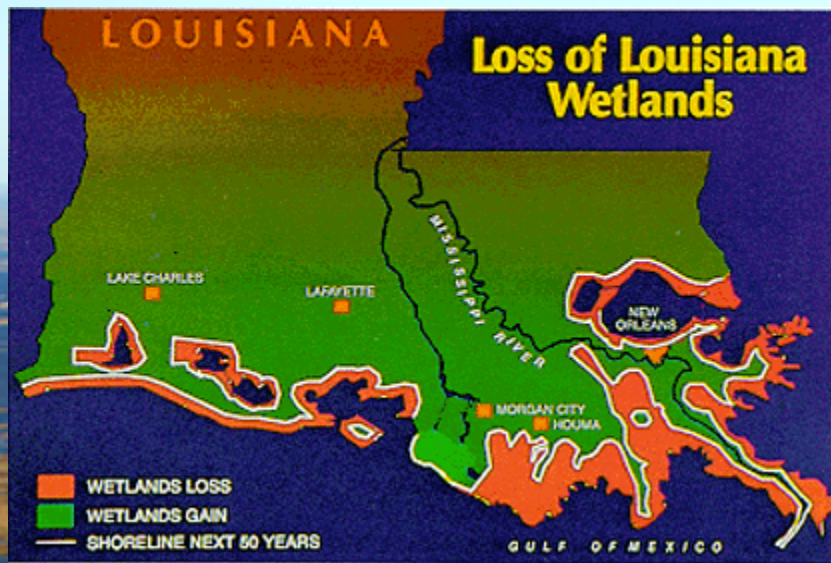 LOUISIANA
Loss of Louisiana
Wetlands
MISSISSIPPI RIVER
LAKE CHARLES
LAFAYETTE
NEW
ORLEANS
MORGAN CITY
HOUMA
WETLANDS LOSS
WETLANDS GAIN
SHORELINE NEXT 50 YEARS
GULF OF MEXICO